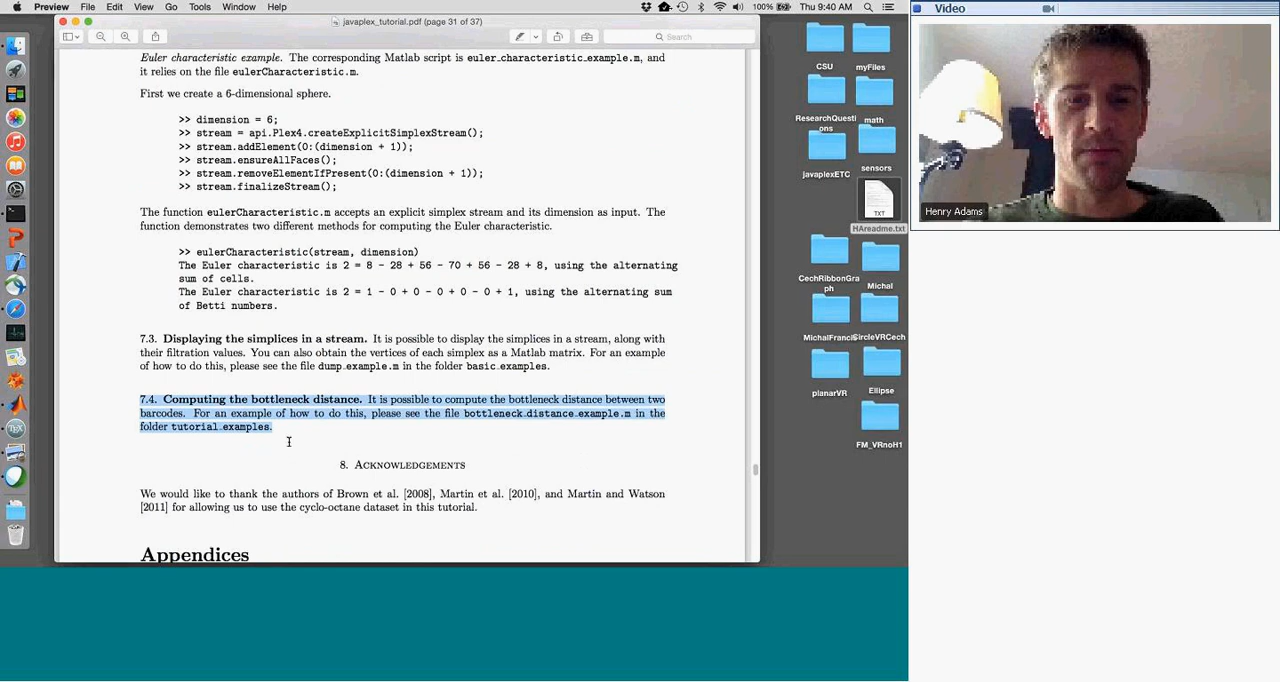 Preview File Edit View Go Tools Window Help
100% Thu 9:40 AM
javaplex_tutorial.pdf (page 31 of 37)
Search
Euler characteristic example. The corresponding Matlab script is euler_characteristic_example.m, and
it relies on the file eulerCharacteristic.m.
First we create a 6-dimensional sphere.
>> dimension = 6;
>> stream = api.Plex4.createExplicitSimplexStream();
>> stream.addElement(0:(dimension + 1));
>> stream.ensureAllFaces();
>> stream.removeElementIfPresent(0:(dimension + 1));
>> stream.finalizeStream();
The function eulerCharacteristic.m accepts an explicit simplex stream and its dimension as input. The
function demonstrates two different methods for computing the Euler characteristic.
>> eulerCharacteristic(stream, dimension)
The Euler characteristic is 2 = 8 - 28 + 56 - 70 + 56 - 28 + 8, using the alternating
sum of cells.
The Euler characteristic is 2 = 1 - 0 + 0 - 0 + 0 - 0 + 1, using the alternating sum
of Betti numbers.
7.3. Displaying the simplices in a stream. It is possible to display the simplices in a stream, along with
their filtration values. You can also obtain the vertices of each simplex as a Matlab matrix. For an example
of how to do this, please see the file dump_example.m in the folder basic_examples.
7.4. Computing the bottleneck distance. It is possible to compute the bottleneck distance between two
barcodes. For an example of how to do this, please see the file bottleneck_distance_example.m in the
folder tutorial_examples.
8. Acknowledgements
We would like to thank the authors of Brown et al. [2008], Martin et al. [2010], and Martin and Watson
[2011] for allowing us to use the cyclo-octane dataset in this tutorial.
Appendices
CSU
myFiles
ResearchQuesti
ons
math
javaplexETC
sensors
TXT
HAreadme.txt
CechRibbonGra
ph
Michal
MichalFrancis
CircleVRCech
planarVR
Ellipse
FM_VRnoH1
Video
Henry Adams